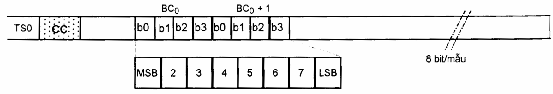 BC0 BC0 + 1
TS0 CC b0 b1 b2 b3 b0 b1 b2 b3
8 bit/mẫu
MSB 2 3 4 5 6 7 LSB